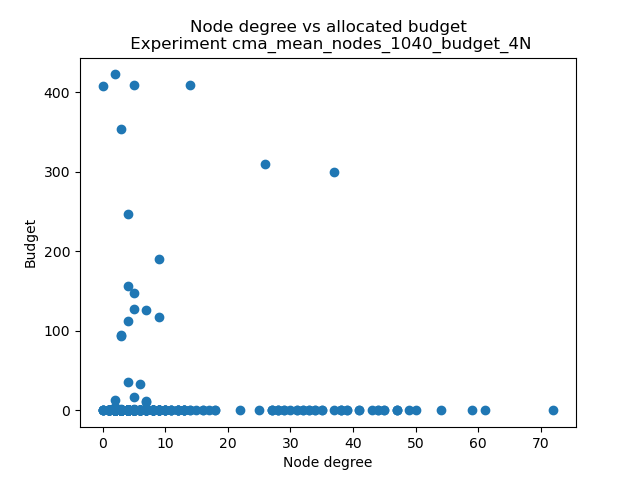 Node degree vs allocated budget
Experiment cma_mean_nodes_1040_budget_4N
Budget
400
300
200
100
0
0 10 20 30 40 50 60 70
Node degree